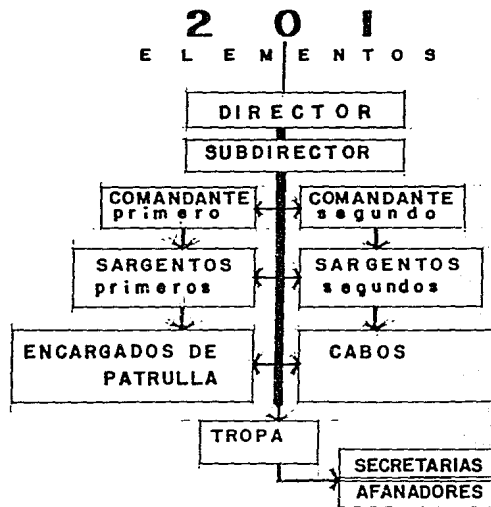 2 0 1
ELEMENTOS
DIRECTOR
SUBDIRECTOR
COMANDANTE
primero
COMANDANTE
segundo
SARGENTOS
primeros
SARGENTOS
segundos
ENCARGADOS DE
PATRULLA
CABOS
TROPA
SECRETARIAS
AFANADORES